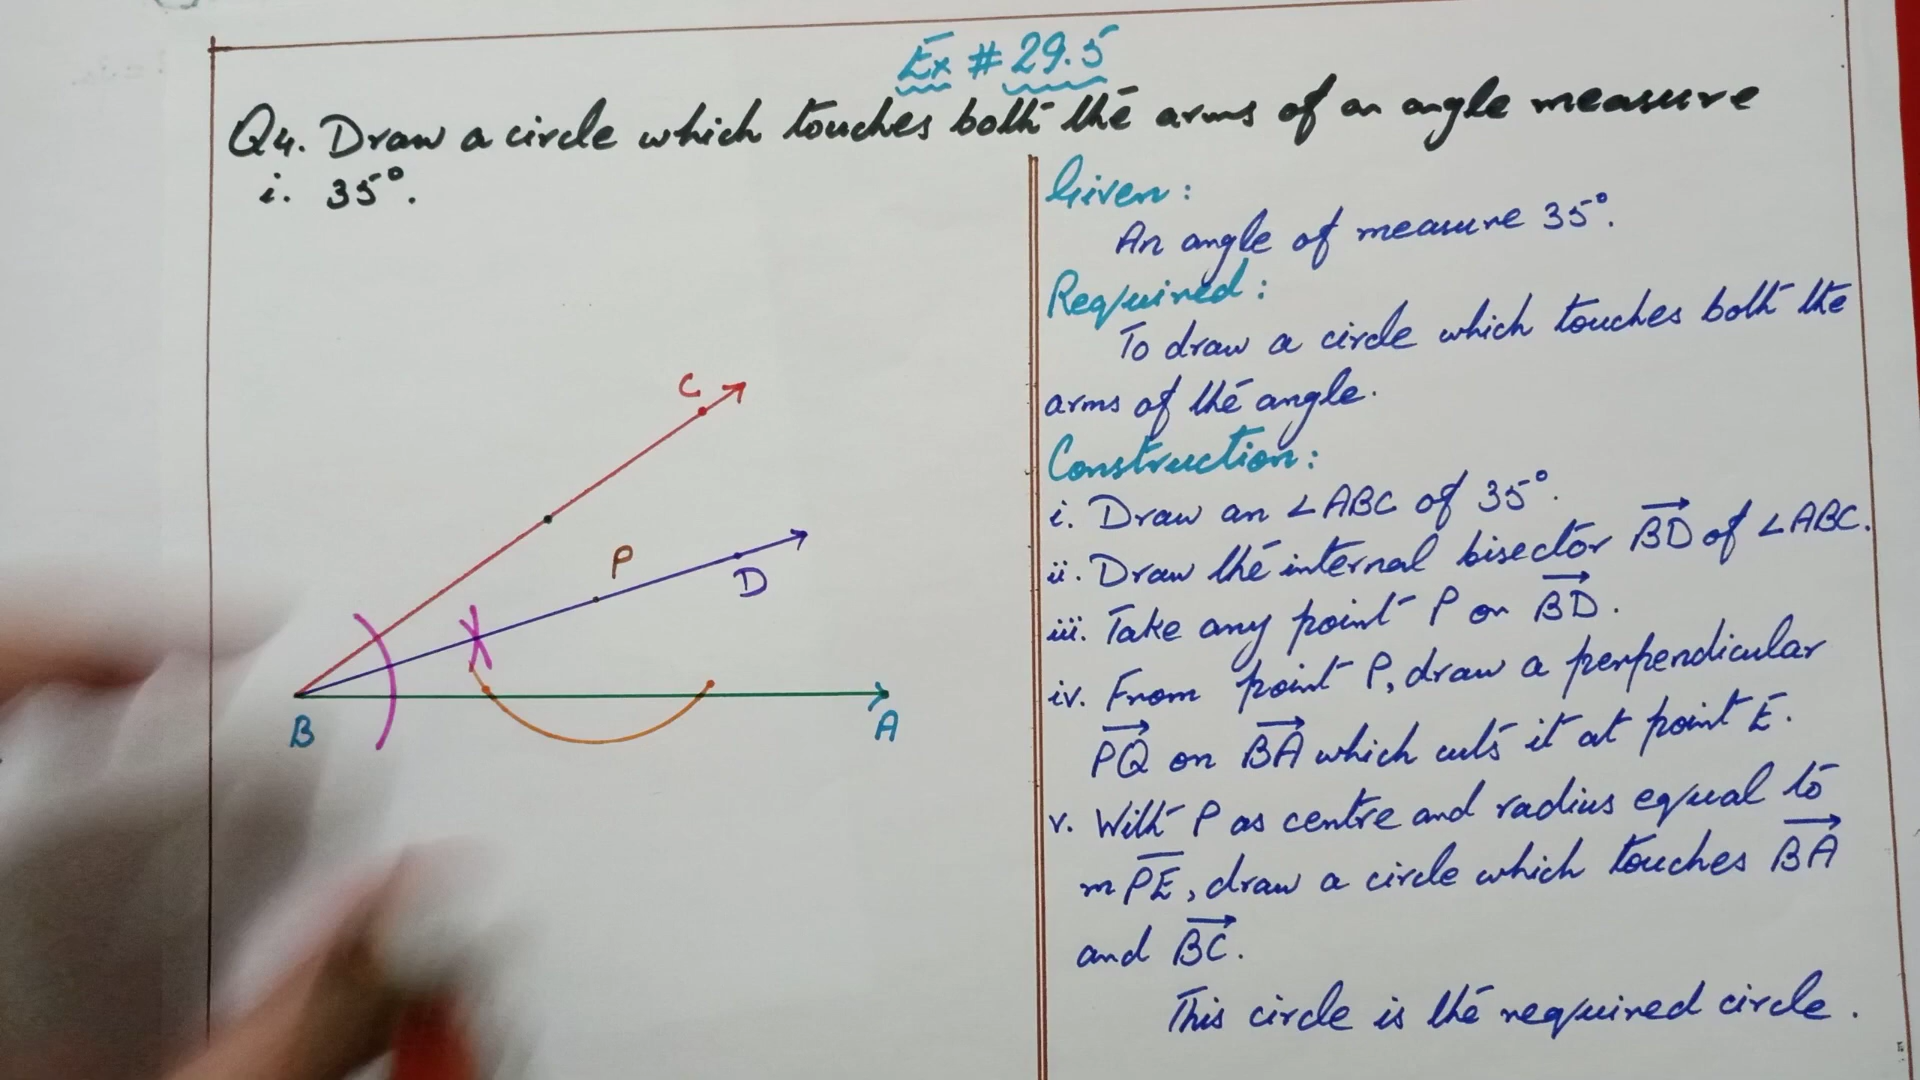 Ex # 29.5
Q4. Draw a circle which touches both the arms of an angle measure
i. 35°.
Given:
An angle of measure 35°.
Required:
To draw a circle which touches both the
arms of the angle.
Construction:
i. Draw an ∠ABC of 35°.
ii. Draw the internal bisector BD of ∠ABC.
iii. Take any point P on BD.
iv. From point P, draw a perpendicular
PQ on BA which cuts it at point E.
v. With P as centre and radius equal to
m PE, draw a circle which touches BA
and BC.
This circle is the required circle.
C
P
D
B
A